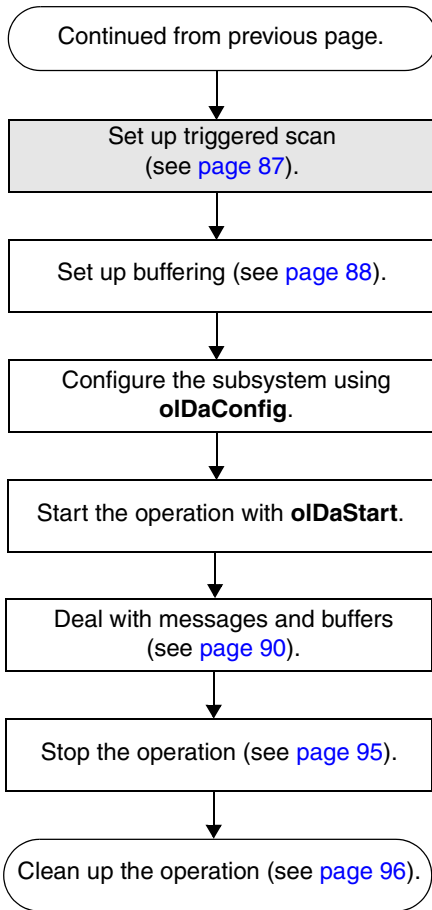 Continued from previous page.
Set up triggered scan
(see page 87).
Set up buffering (see page 88).
Configure the subsystem using
olDaConfig.
Start the operation with olDaStart.
Deal with messages and buffers
(see page 90).
Stop the operation (see page 95).
Clean up the operation (see page 96).